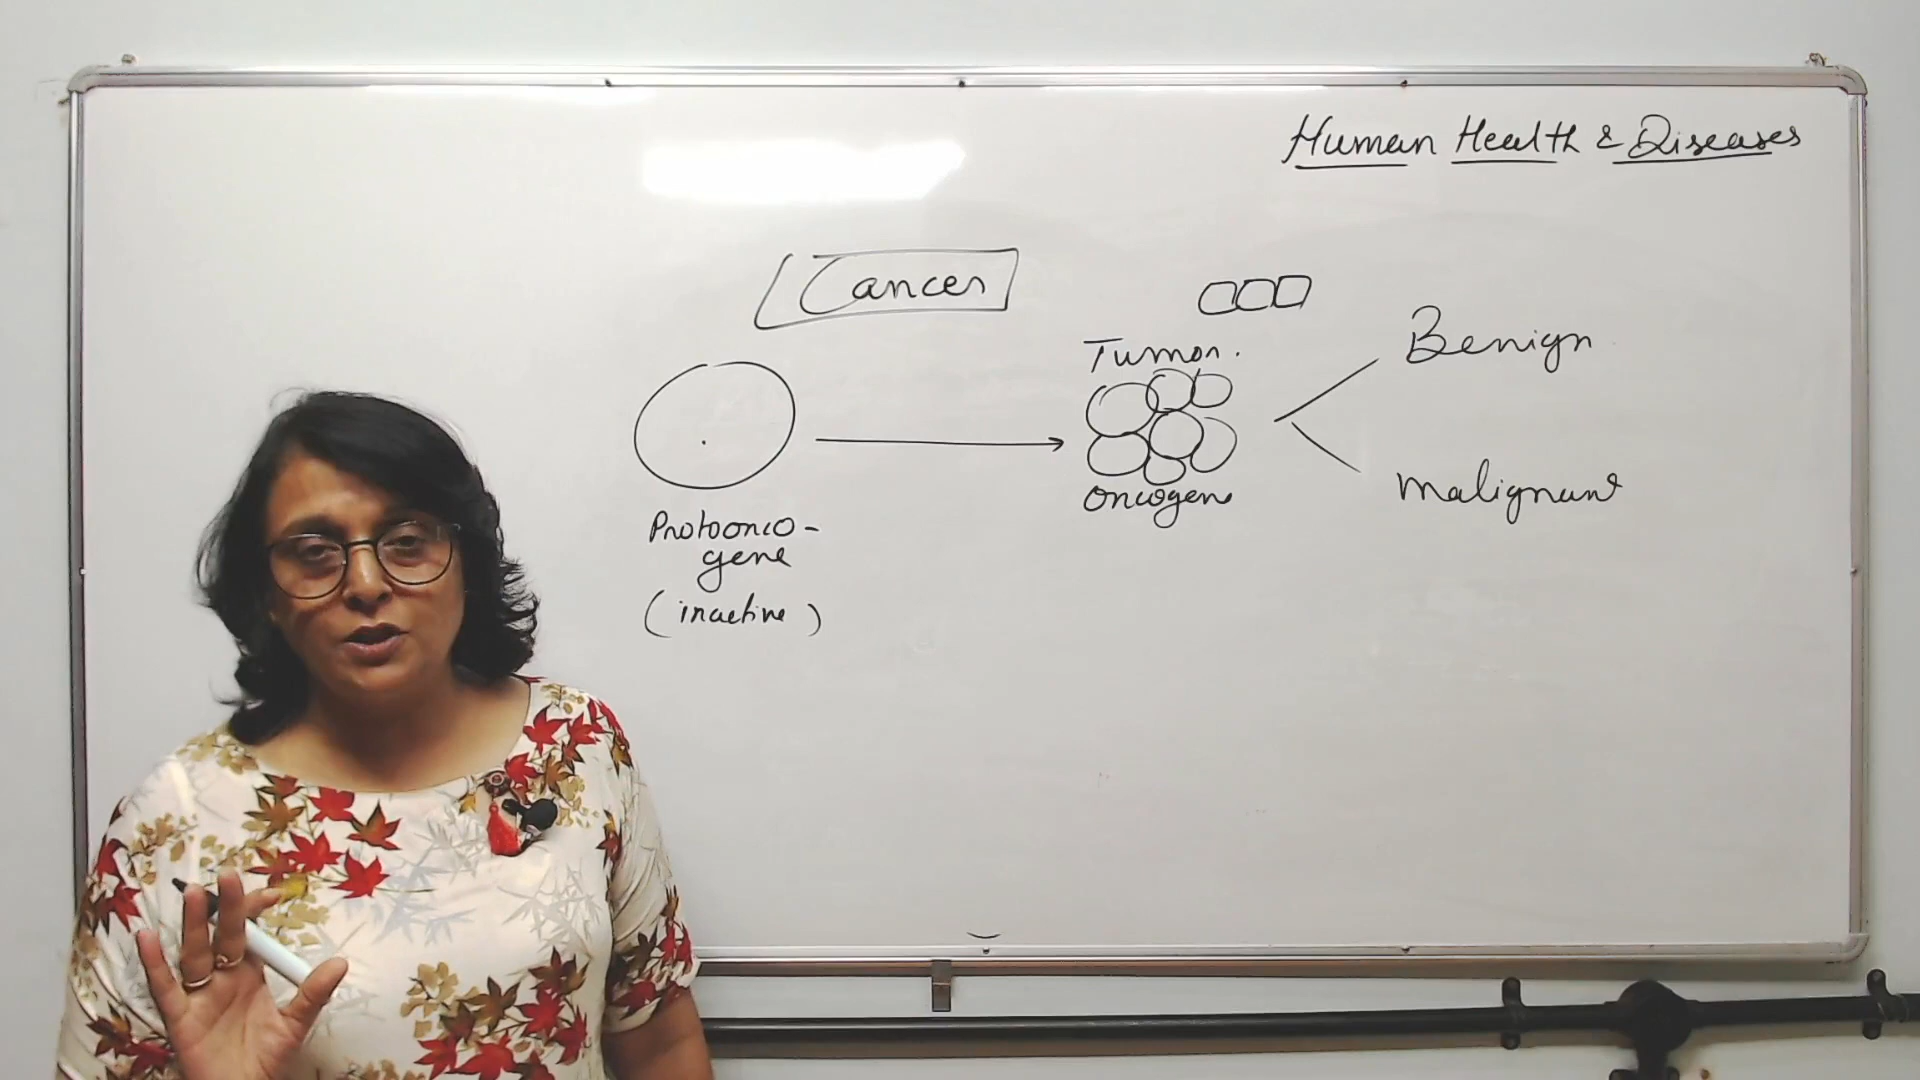 Human Health & Diseases
Cancer
Tumor.
Benign
Malignant
Oncogene
Protoonco-
gene
(inactive)